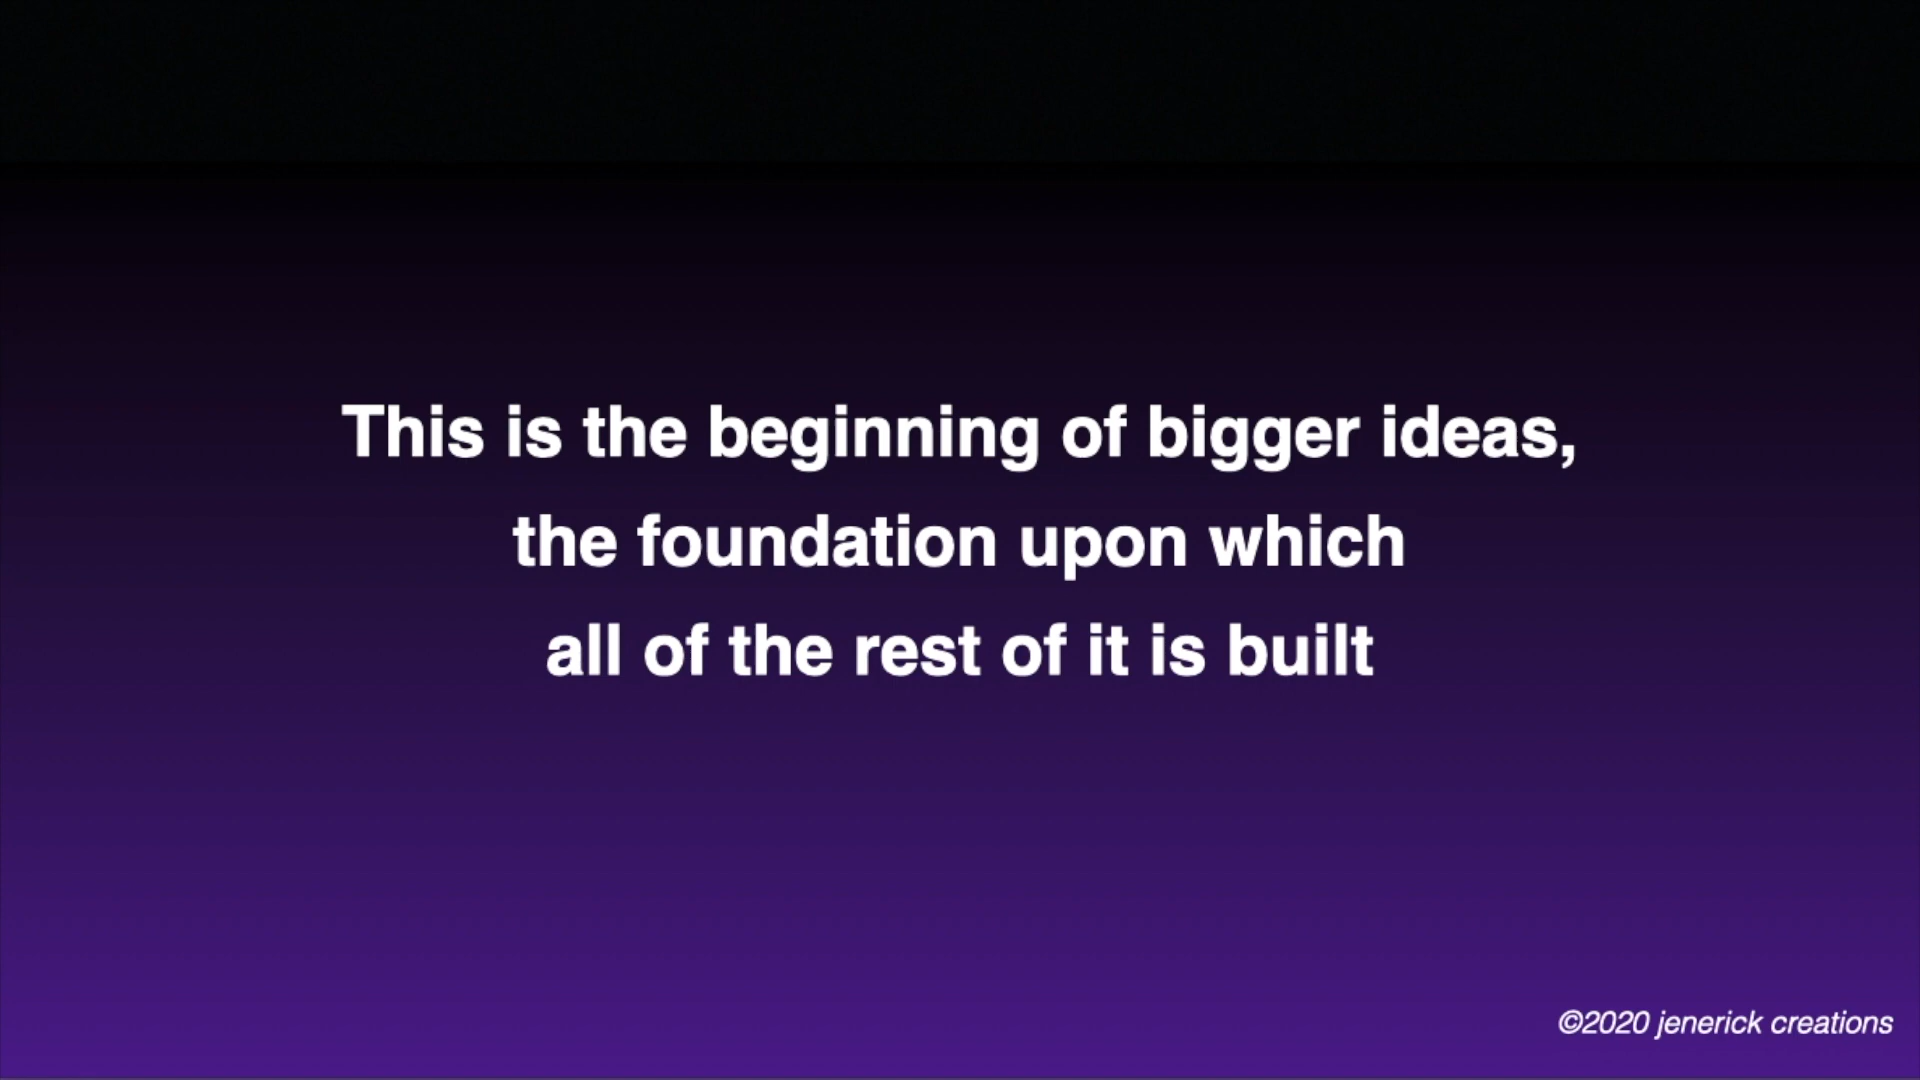 This is the beginning of bigger ideas,
the foundation upon which
all of the rest of it is built
©2020 jenerick creations